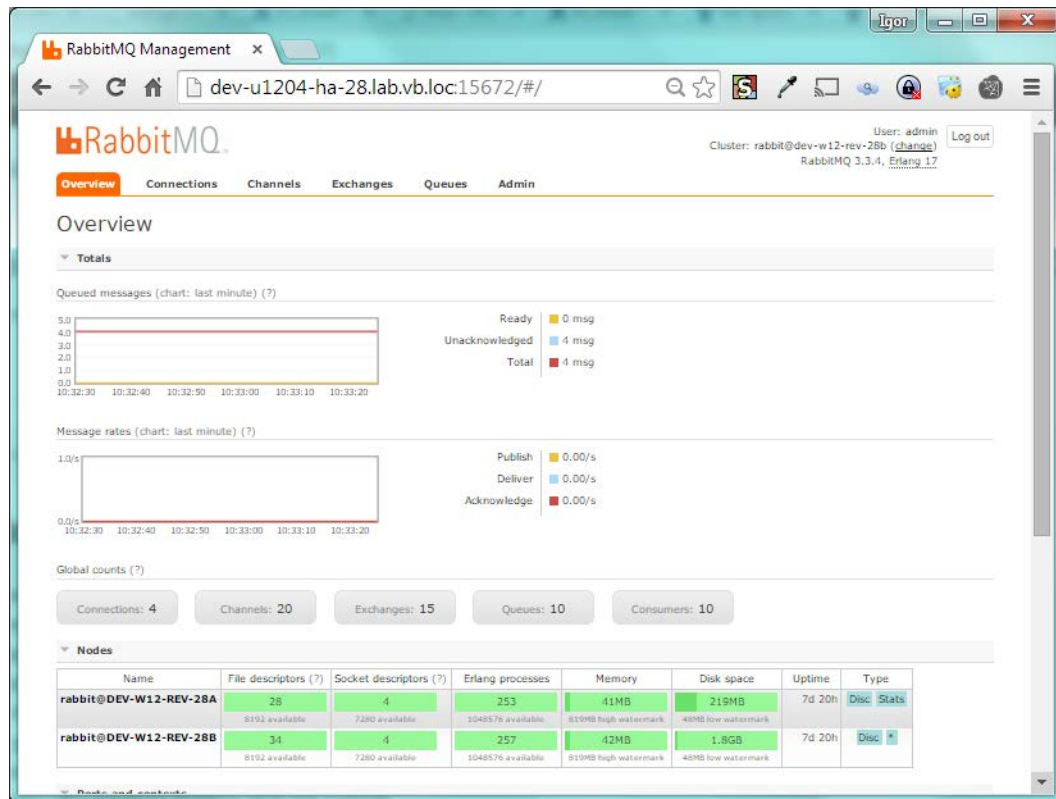 Igor
RabbitMQ Management
dev-u1204-ha-28.lab.vb.loc:15672/#/
RabbitMQ
User: admin
Log out
Cluster: rabbit@dev-w12-rev-28b (change)
RabbitMQ 3.3.4, Erlang 17
Overview Connections Channels Exchanges Queues Admin
Overview
Totals
Queued messages (chart: last minute) (?)
5.0
4.0
3.0
2.0
1.0
0.0
10:32:30 10:32:40 10:32:50 10:33:00 10:33:10 10:33:20
Ready 0 msg
Unacknowledged 4 msg
Total 4 msg
Message rates (chart: last minute) (?)
1.0/s
0.0/s
10:32:30 10:32:40 10:32:50 10:33:00 10:33:10 10:33:20
Publish 0.00/s
Deliver 0.00/s
Acknowledge 0.00/s
Global counts (?)
Connections: 4 Channels: 20 Exchanges: 15 Queues: 10 Consumers: 10
Nodes
Name File descriptors (?) Socket descriptors (?) Erlang processes Memory Disk space Uptime Type
rabbit@DEV-W12-REV-28A 28 4 253 41MB 219MB 7d 20h Disc Stats
8192 available 7280 available 1048576 available 819MB high watermark 48MB low watermark
rabbit@DEV-W12-REV-28B 34 4 257 42MB 1.8GB 7d 20h Disc *
8192 available 7280 available 1048576 available 819MB high watermark 48MB low watermark
Ports and contexts